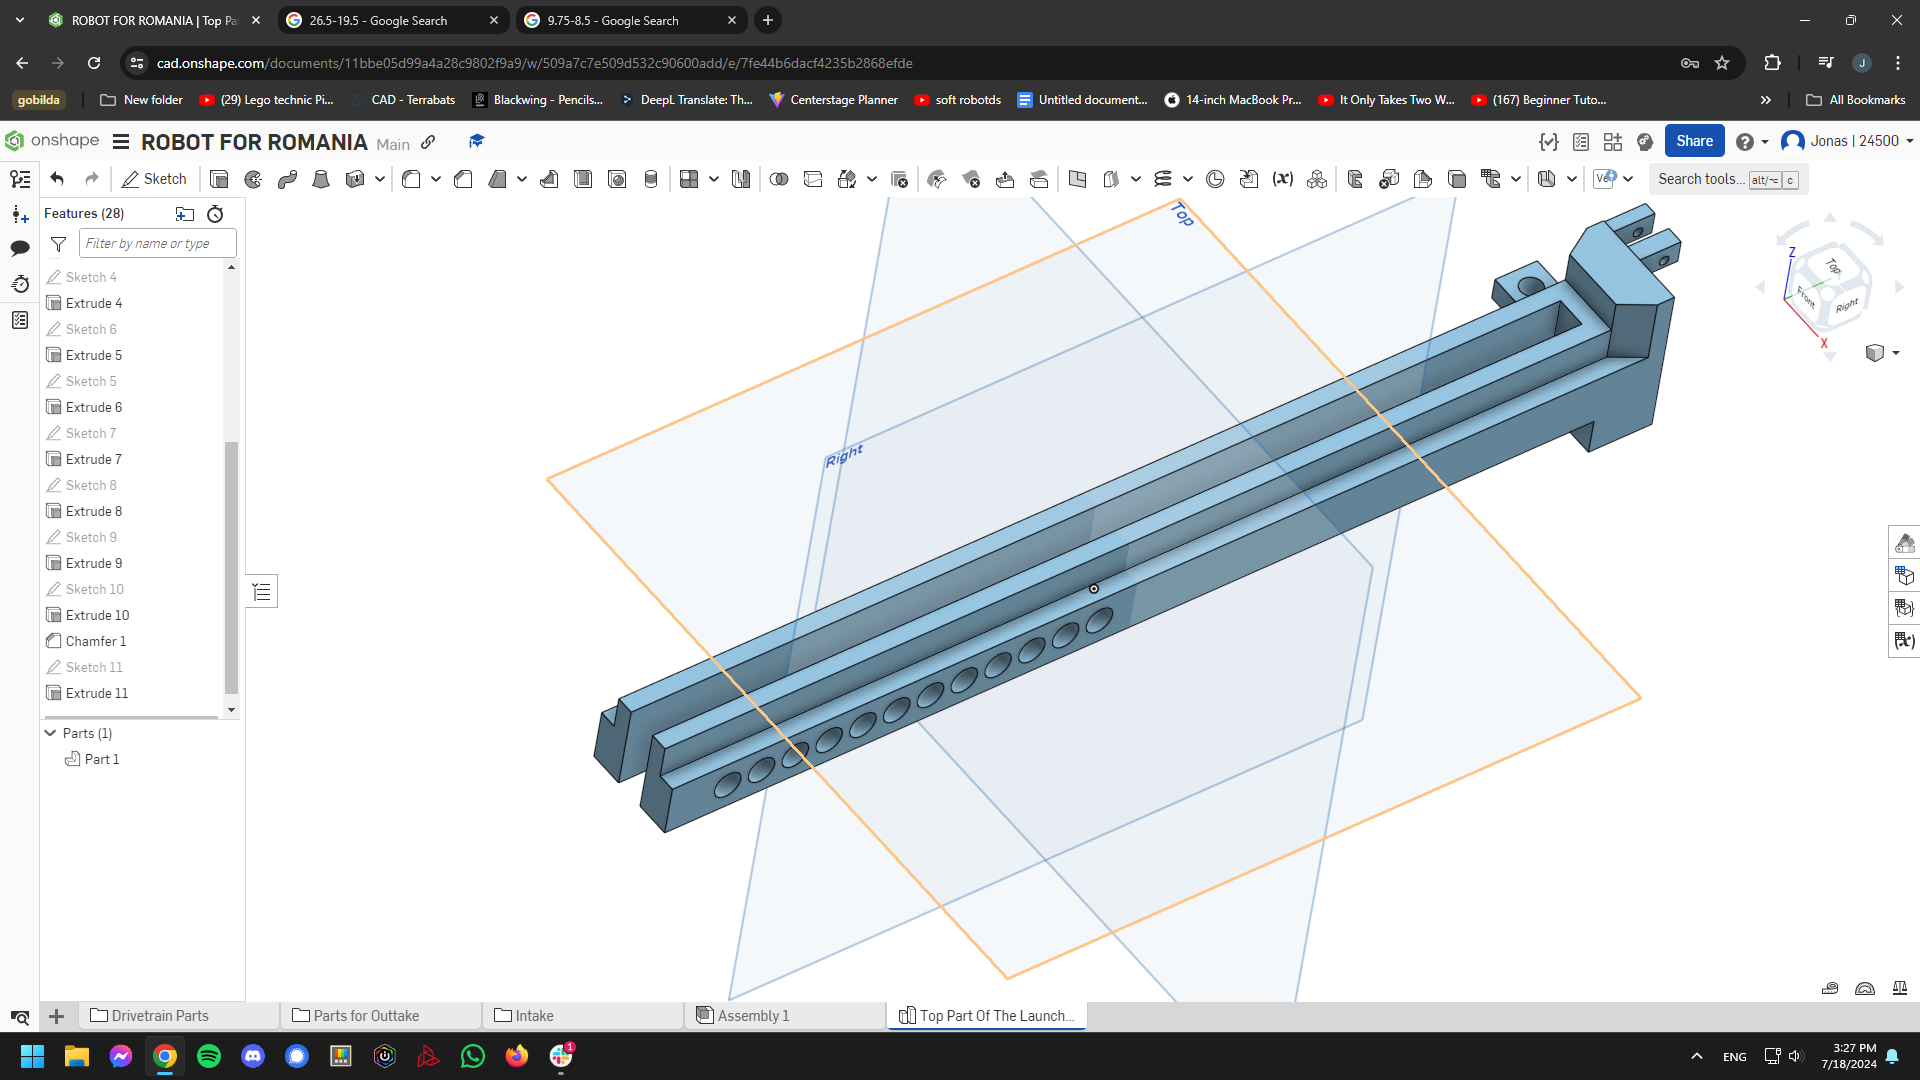 ROBOT FOR ROMANIA | Top Pa
26.5-19.5 - Google Search
9.75-8.5 - Google Search
cad.onshape.com/documents/11bbe05d99a4a28c9802f9a9/w/509a7c7e509d532c90600add/e/7fe44b6dacf4235b2868efde
J
gobilda
New folder
(29) Lego technic Pi...
CAD - Terrabats
Blackwing - Pencils...
DeepL Translate: Th...
Centerstage Planner
soft robotds
Untitled document...
14-inch MacBook Pr...
It Only Takes Two W...
(167) Beginner Tuto...
All Bookmarks
onshape
ROBOT FOR ROMANIA Main
Share
Jonas | 24500
Sketch
Search tools... alt/⌥ c
Features (28)
Filter by name or type
Sketch 4
Extrude 4
Sketch 6
Extrude 5
Sketch 5
Extrude 6
Sketch 7
Extrude 7
Sketch 8
Extrude 8
Sketch 9
Extrude 9
Sketch 10
Extrude 10
Chamfer 1
Sketch 11
Extrude 11
Parts (1)
Part 1
Top
Right
Z
Top
Front
Right
X
Drivetrain Parts
Parts for Outtake
Intake
Assembly 1
Top Part Of The Launch...
1
ENG
3:27 PM
7/18/2024